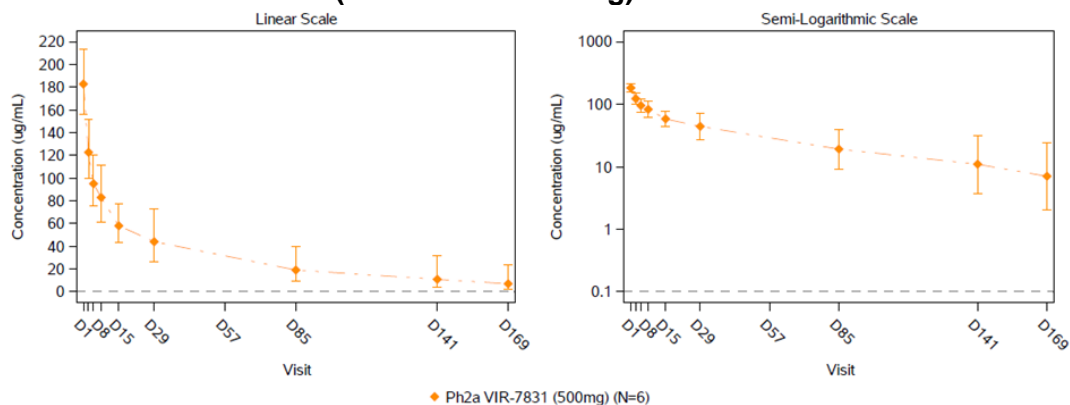 Linear Scale
220
200
180
160
140
120
100
80
60
40
20
0
Concentration (ug/mL)
D1
D8
D15
D29
D57
D85
D141
D169
Visit
Semi-Logarithmic Scale
1000
100
10
1
0.1
Concentration (ug/mL)
D1
D8
D15
D29
D57
D85
D141
D169
Visit
Ph2a VIR-7831 (500mg) (N=6)